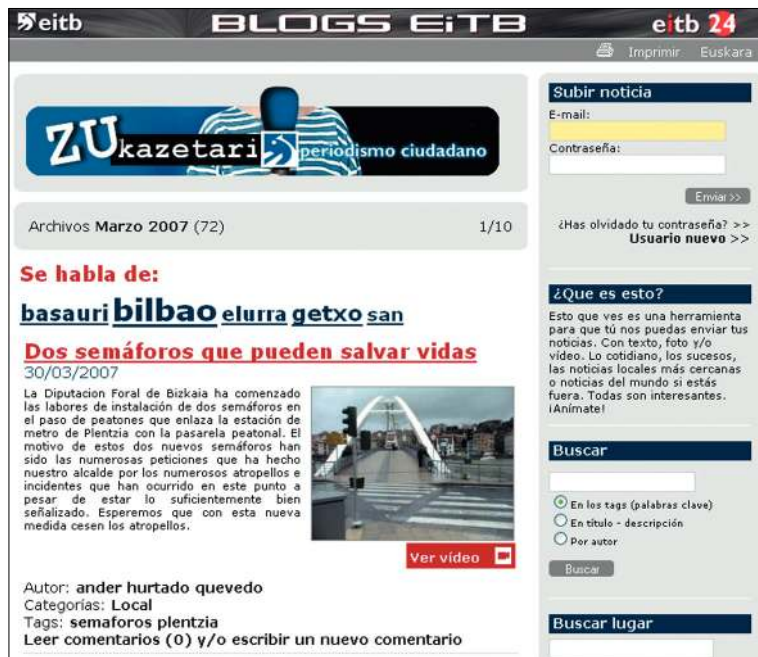 eitb
BLOGS EiTB
eitb 24
Imprimir Euskara
ZUkazetari periodismo ciudadano
Archivos Marzo 2007 (72)
1/10
Se habla de:
basauri bilbao elurra getxo san
Dos semáforos que pueden salvar vidas
30/03/2007
La Diputacion Foral de Bizkaia ha comenzado
las labores de instalación de dos semáforos en
el paso de peatones que enlaza la estación de
metro de Plentzia con la pasarela peatonal. El
motivo de estos dos nuevos semáforos han
sido las numerosas peticiones que ha hecho
nuestro alcalde por los numerosos atropellos e
incidentes que han ocurrido en este punto a
pesar de estar lo suficientemente bien
señalizado. Esperemos que con esta nueva
medida cesen los atropellos.
Ver vídeo
Autor: ander hurtado quevedo
Categorías: Local
Tags: semaforos plentzia
Leer comentarios (0) y/o escribir un nuevo comentario
Subir noticia
E-mail:
Contraseña:
Enviar >>
¿Has olvidado tu contraseña? >>
Usuario nuevo >>
¿Que es esto?
Esto que ves es una herramienta
para que tú nos puedas enviar tus
noticias. Con texto, foto y/o
vídeo. Lo cotidiano, los sucesos,
las noticias locales más cercanas
o noticias del mundo si estás
fuera. Todas son interesantes.
¡Anímate!
Buscar
En los tags (palabras clave)
En título - descripción
Por autor
Buscar
Buscar lugar